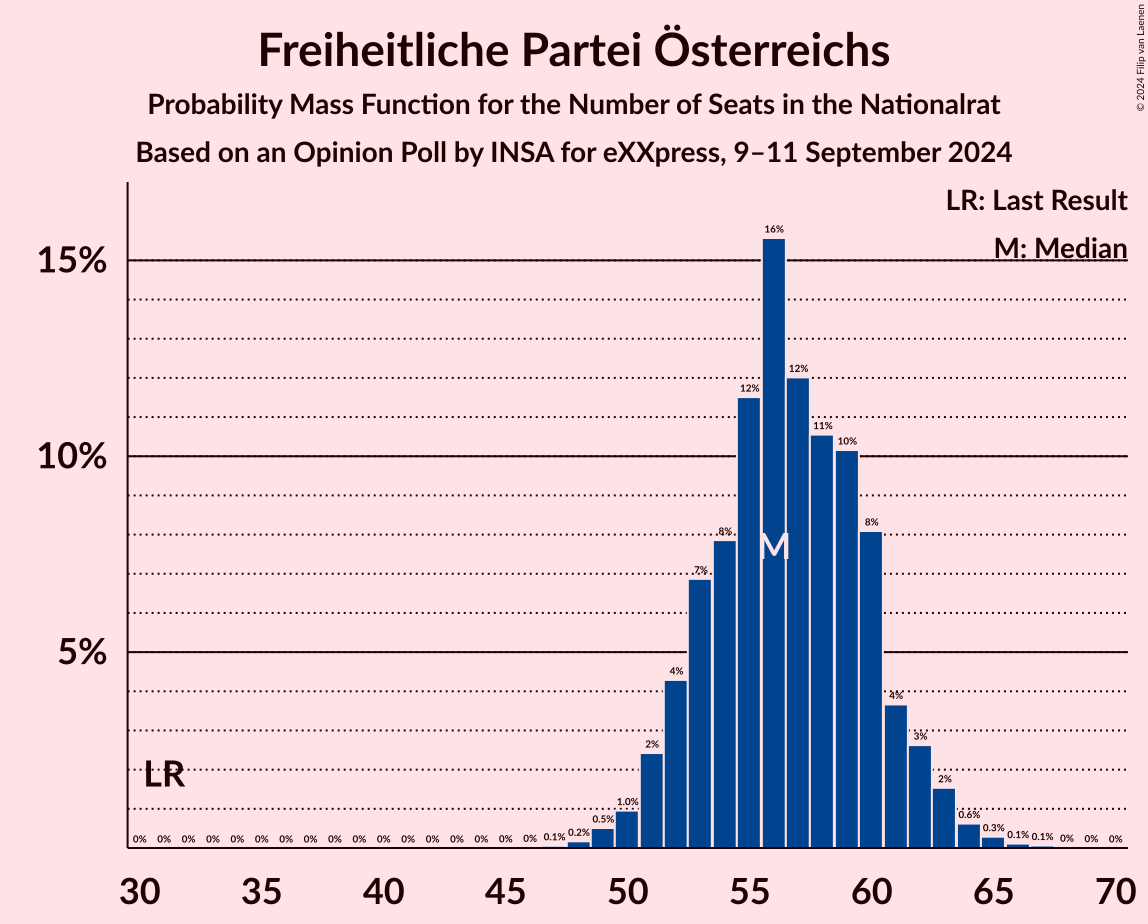 Freiheitliche Partei Österreichs
Probability Mass Function for the Number of Seats in the Nationalrat
Based on an Opinion Poll by INSA for eXXpress, 9–11 September 2024
© 2024 Filip van Laenen
LR: Last Result
M: Median
15%
10%
5%
16%
12%
12%
11%
10%
8%
8%
7%
4%
4%
3%
2%
2%
M
LR
0% 0% 0% 0% 0% 0% 0% 0% 0% 0% 0% 0% 0% 0% 0% 0% 0% 0.1% 0.2% 0.5% 1.0% 0.6% 0.3% 0.1% 0.1% 0% 0% 0%
30 35 40 45 50 55 60 65 70